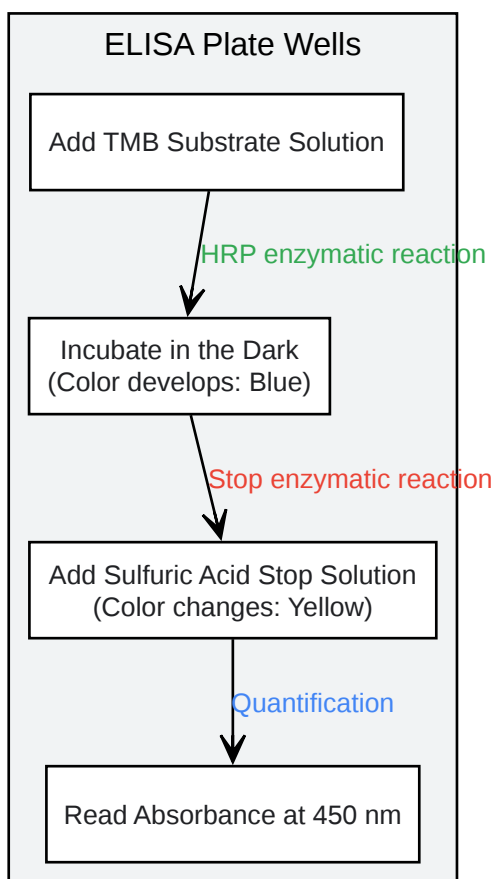 ELISA Plate Wells
Add TMB Substrate Solution
HRP enzymatic reaction
Incubate in the Dark
(Color develops: Blue)
Stop enzymatic reaction
Add Sulfuric Acid Stop Solution
(Color changes: Yellow)
Quantification
Read Absorbance at 450 nm